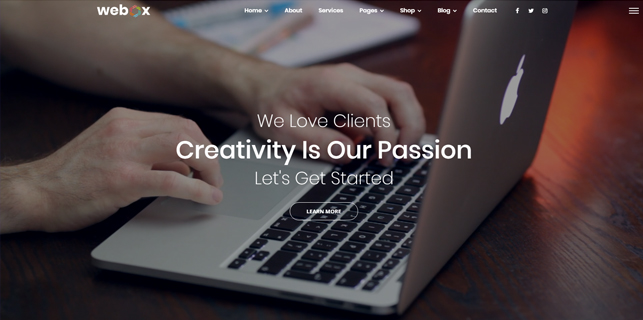 webox
Home About Services Pages Shop Blog Contact
We Love Clients
Creativity Is Our Passion
Let's Get Started
LEARN MORE